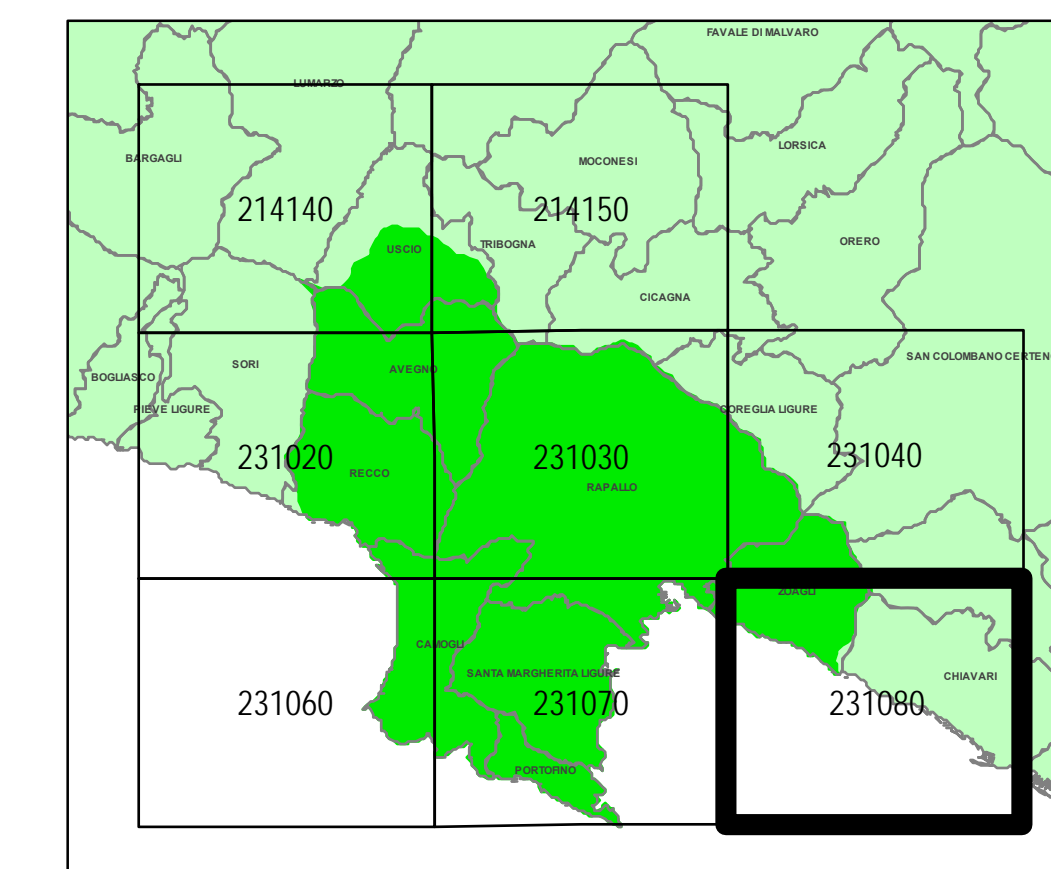 FAVALE DI MALVARO
LUMARZO
LORSICA
BARGAGLI
MOCONESI
214140
214150
USCIO
TRIBOGNA
ORERO
CICAGNA
SAN COLOMBANO CERTEN
SORI
AVEGNO
BOGLIASCO
PIEVE LIGURE
COREGLIA LIGURE
231020
RECCO
231030
231040
RAPALLO
ZOAGLI
CAMOGLI
SANTA MARGHERITA LIGURE
CHIAVARI
231060
231070
231080
PORTOFINO